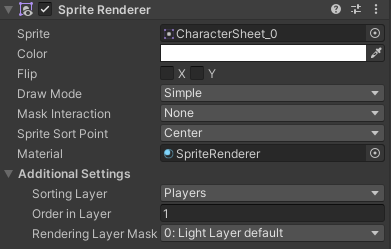 Sprite Renderer
Sprite CharacterSheet_0
Color
Flip X Y
Draw Mode Simple
Mask Interaction None
Sprite Sort Point Center
Material SpriteRenderer
Additional Settings
Sorting Layer Players
Order in Layer 1
Rendering Layer Mask 0: Light Layer default